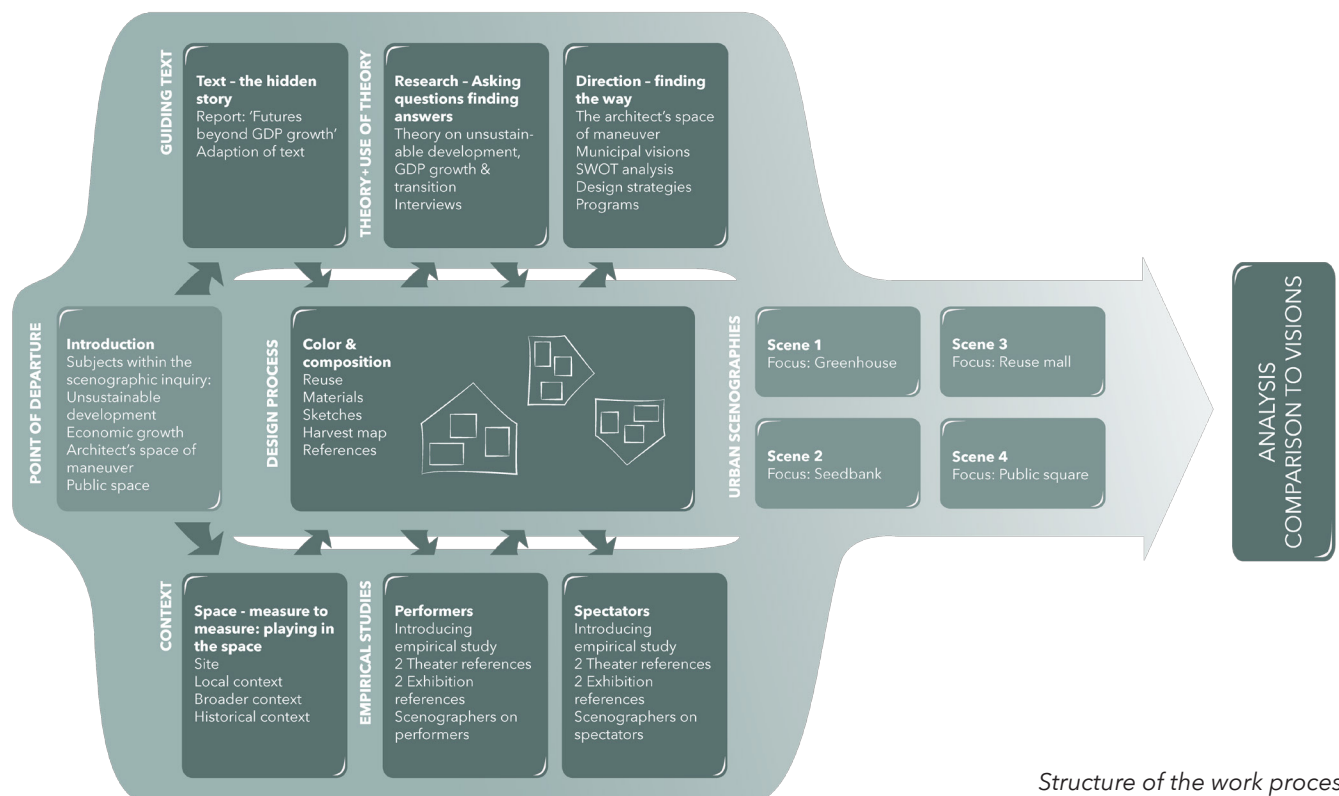 GUIDING TEXT
Text – the hidden
story
Report: ‘Futures
beyond GDP growth’
Adaption of text
THEORY+USE OF THEORY
Research – Asking
questions finding
answers
Theory on unsustain-
able development,
GDP growth &
transition
Interviews
Direction – finding
the way
The architect’s space
of maneuver
Municipal visions
SWOT analysis
Design strategies
Programs
POINT OF DEPARTURE
Introduction
Subjects within the
scenographic inquiry:
Unsustainable
development
Economic growth
Architect’s space of
maneuver
Public space
DESIGN PROCESS
Color &
composition
Reuse
Materials
Sketches
Harvest map
References
URBAN SCENOGRAPHIES
Scene 1
Focus: Greenhouse
Scene 3
Focus: Reuse mall
Scene 2
Focus: Seedbank
Scene 4
Focus: Public square
ANALYSIS
COMPARISON TO VISIONS
CONTEXT
Space - measure to
measure: playing in
the space
Site
Local context
Broader context
Historical context
EMPIRICAL STUDIES
Performers
Introducing
empirical study
2 Theater references
2 Exhibition
references
Scenographers on
performers
Spectators
Introducing
empirical study
2 Theater references
2 Exhibition
references
Scenographers on
spectators
Structure of the work proces